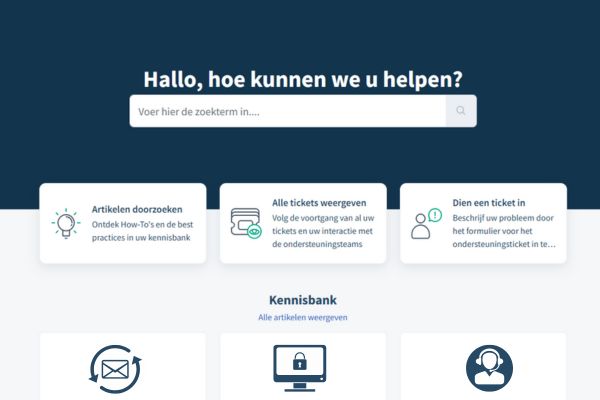 Hallo, hoe kunnen we u helpen?
Voer hier de zoekterm in....
Artikelen doorzoeken
Ontdek How-To's en de best
practices in uw kennisbank
Alle tickets weergeven
Volg de voortgang van al uw
tickets en uw interactie met
de ondersteuningsteams
Dien een ticket in
Beschrijf uw probleem door
het formulier voor het
ondersteuningsticket in te...
Kennisbank
Alle artikelen weergeven